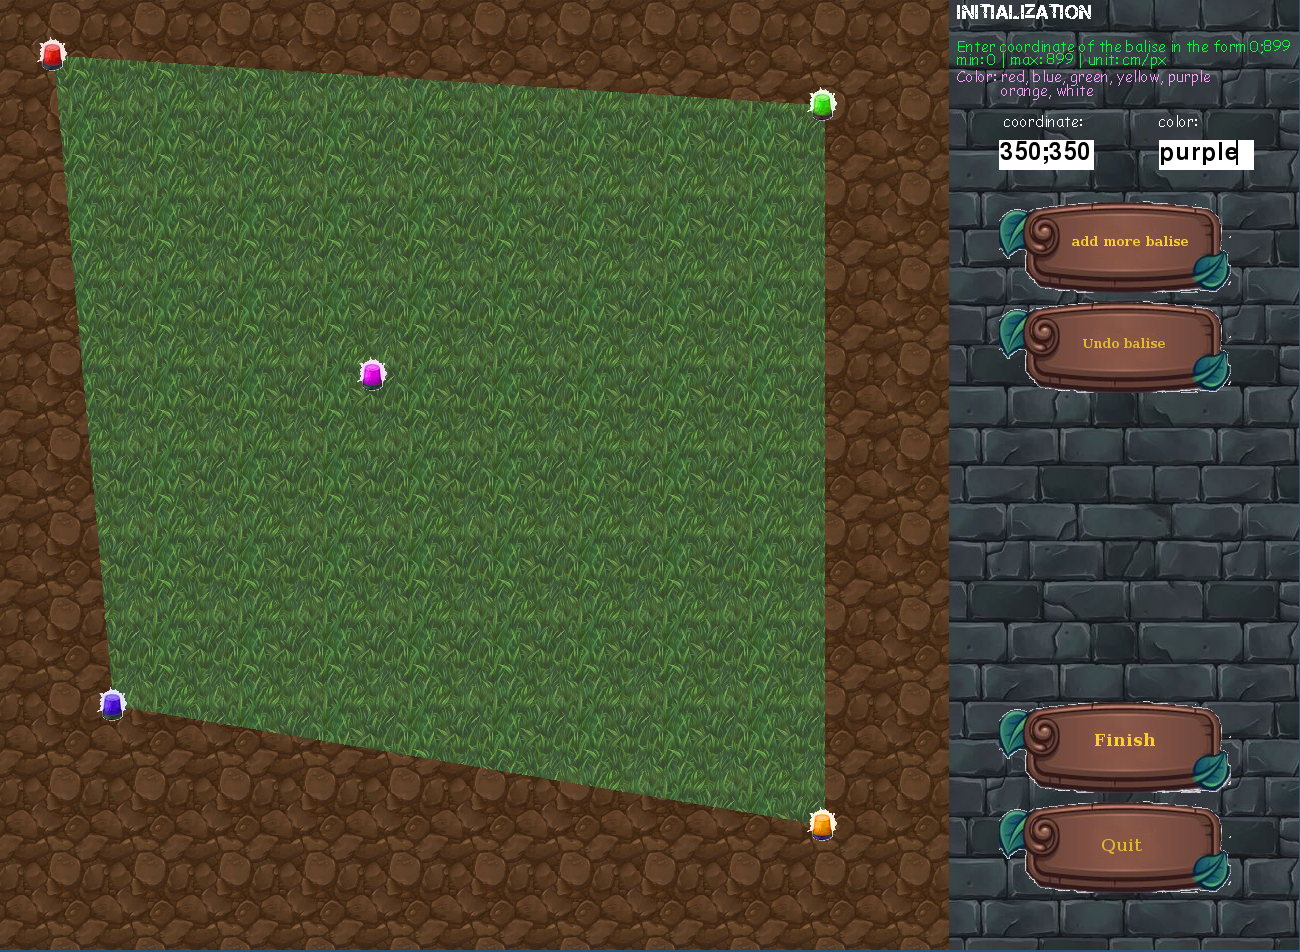 INITIALIZATION
Enter coordinate of the balise in the form 0;899
min: 0 | max: 899 | unit: cm/px
Color: red, blue, green, yellow, purple
orange, white
coordinate: color:
350;350 purple
add more balise
Undo balise
Finish
Quit